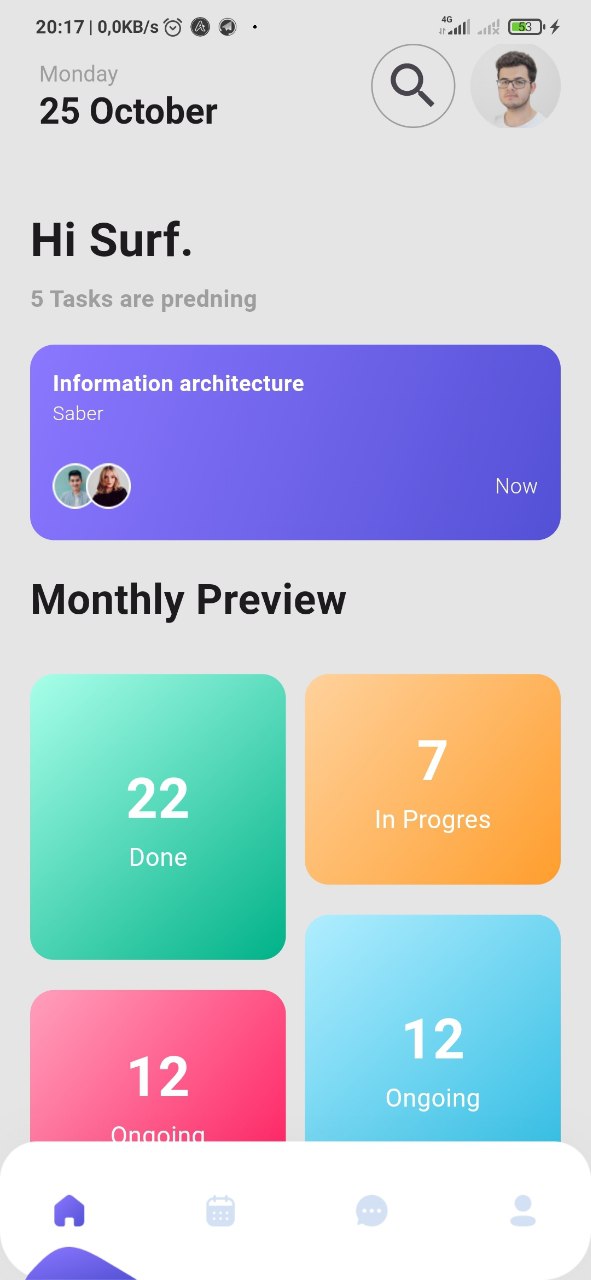 20:17 | 0,0KB/s
4G
53
Monday
25 October
Hi Surf.
5 Tasks are predning
Information architecture
Saber
Now
Monthly Preview
22
Done
7
In Progres
12
Ongoing
12
Ongoing